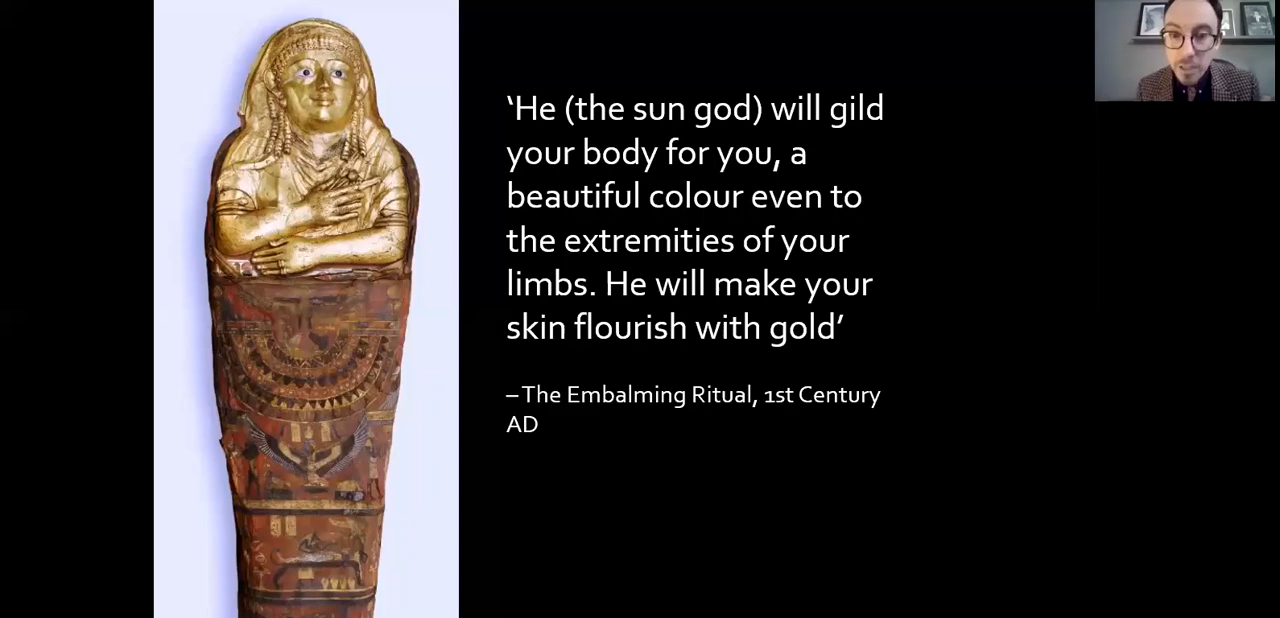 ‘He (the sun god) will gild
your body for you, a
beautiful colour even to
the extremities of your
limbs. He will make your
skin flourish with gold’
– The Embalming Ritual, 1st Century
AD